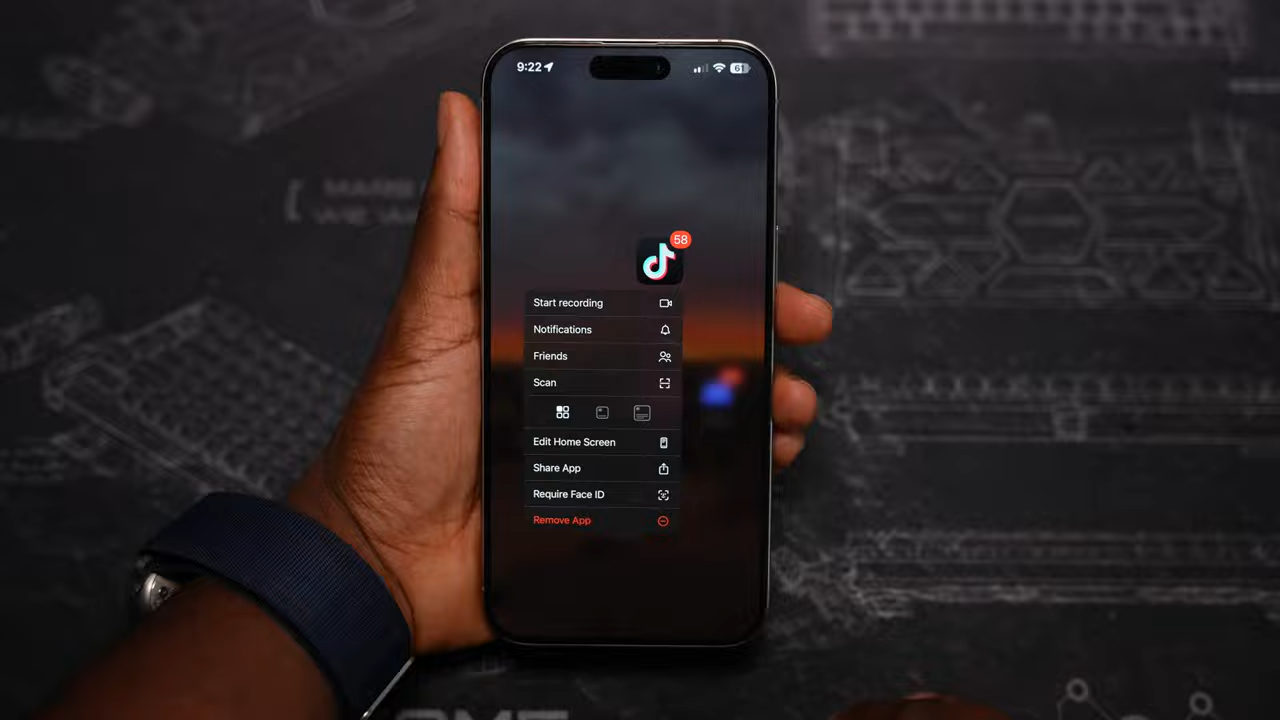 9:22
61
58
Start recording
Notifications
Friends
Scan
Edit Home Screen
Share App
Require Face ID
Remove App